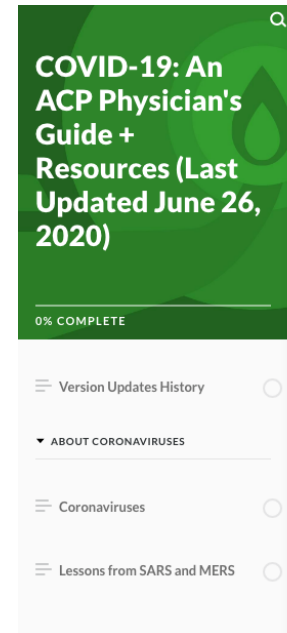 COVID-19: An
ACP Physician's
Guide +
Resources (Last
Updated June 26,
2020)
0% COMPLETE
Version Updates History
ABOUT CORONAVIRUSES
Coronaviruses
Lessons from SARS and MERS